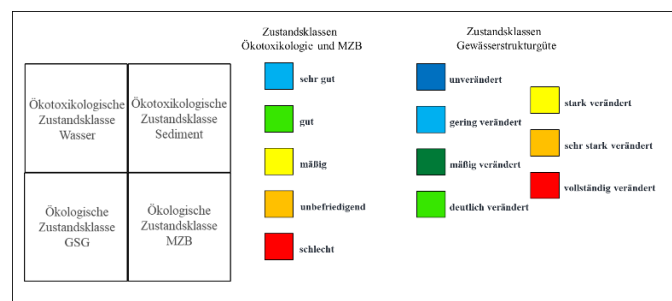 Zustandsklassen
Ökotoxikologie und MZB
Zustandsklassen
Gewässerstrukturgüte
Ökotoxikologische
Zustandsklasse
Wasser
Ökotoxikologische
Zustandsklasse
Sediment
Ökologische
Zustandsklasse
GSG
Ökologische
Zustandsklasse
MZB
sehr gut
gut
mäßig
unbefriedigend
schlecht
unverändert
gering verändert
mäßig verändert
deutlich verändert
stark verändert
sehr stark verändert
vollständig verändert